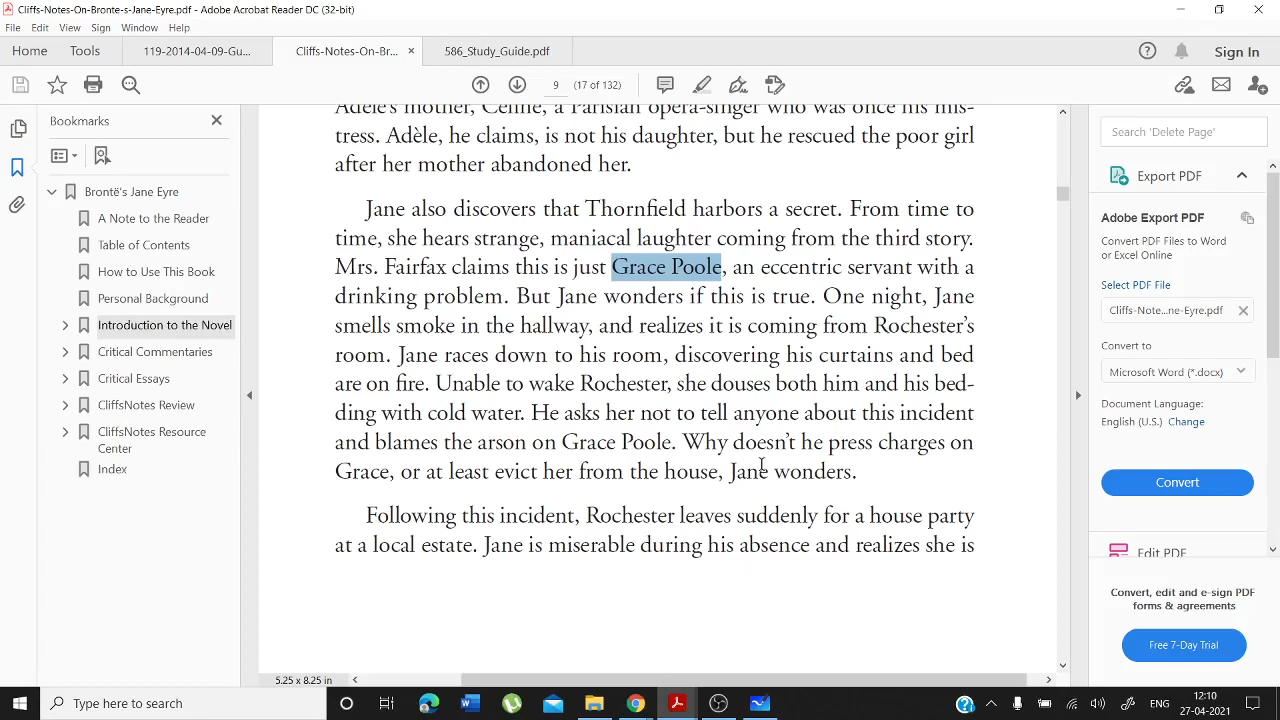 Cliffs-Notes-On-Bronte-s-Jane-Eyre.pdf - Adobe Acrobat Reader DC (32-bit)
File Edit View Sign Window Help
Home Tools 119-2014-04-09-Gu... Cliffs-Notes-On-Br... × 586_Study_Guide.pdf Sign In
9 (17 of 132)
Bookmarks
Brontë's Jane Eyre
A Note to the Reader
Table of Contents
How to Use This Book
Personal Background
Introduction to the Novel
Critical Commentaries
Critical Essays
CliffsNotes Review
CliffsNotes Resource
Center
Index
Adèle's mother, Céline, a Parisian opera-singer who was once his mis-
tress. Adèle, he claims, is not his daughter, but he rescued the poor girl
after her mother abandoned her.
Jane also discovers that Thornfield harbors a secret. From time to
time, she hears strange, maniacal laughter coming from the third story.
Mrs. Fairfax claims this is just Grace Poole, an eccentric servant with a
drinking problem. But Jane wonders if this is true. One night, Jane
smells smoke in the hallway, and realizes it is coming from Rochester's
room. Jane races down to his room, discovering his curtains and bed
are on fire. Unable to wake Rochester, she douses both him and his bed-
ding with cold water. He asks her not to tell anyone about this incident
and blames the arson on Grace Poole. Why doesn't he press charges on
Grace, or at least evict her from the house, Jane wonders.
Following this incident, Rochester leaves suddenly for a house party
at a local estate. Jane is miserable during his absence and realizes she is
5.25 x 8.25 in
Search 'Delete Page'
Export PDF
Adobe Export PDF
Convert PDF Files to Word
or Excel Online
Select PDF File
Cliffs-Note...ne-Eyre.pdf
Convert to
Microsoft Word (*.docx)
Document Language:
English (U.S.) Change
Convert
Edit PDF
Convert, edit and e-sign PDF
forms & agreements
Free 7-Day Trial
Type here to search
ENG
12:10
27-04-2021